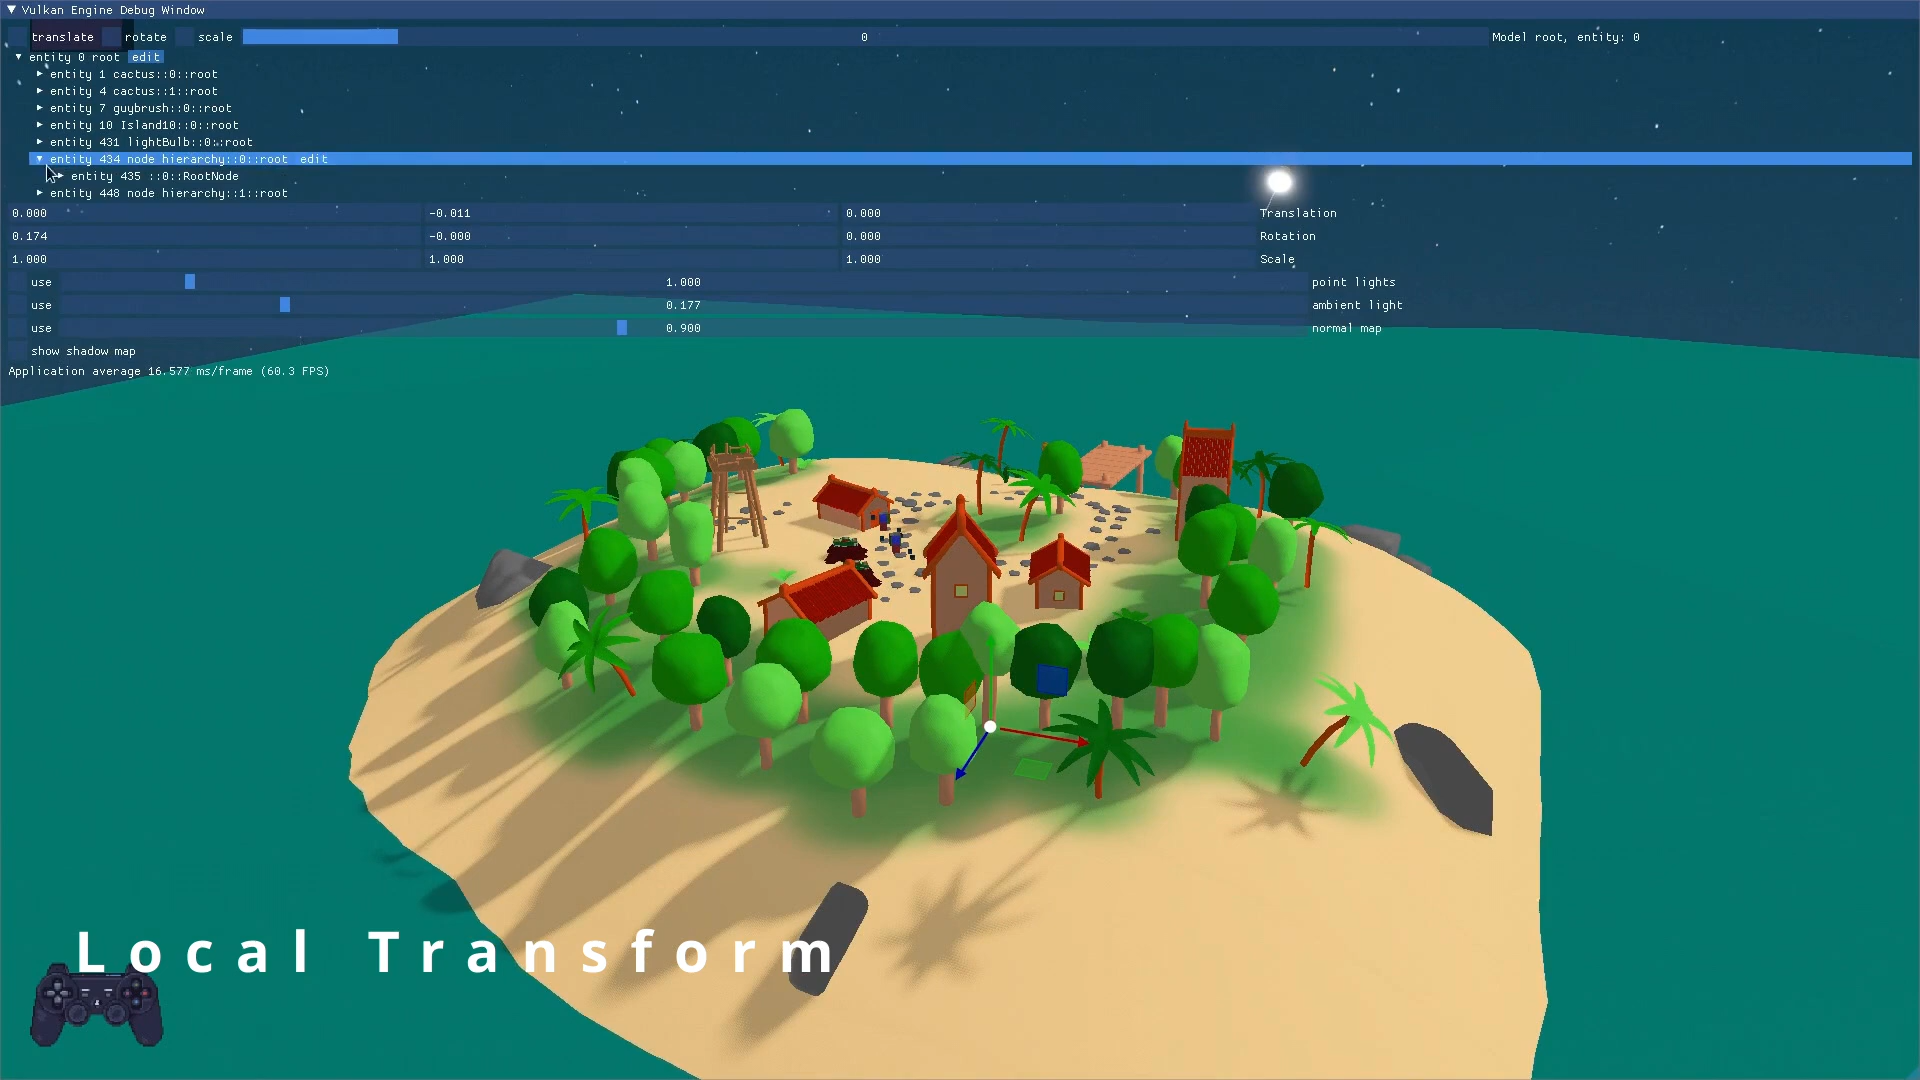 Vulkan Engine Debug Window
translate rotate scale 0 Model root, entity: 0
entity 0 root edit
entity 1 cactus::0::root
entity 4 cactus::1::root
entity 7 guybrush::0::root
entity 10 Island10::0::root
entity 431 lightBulb::0::root
entity 434 node hierarchy::0::root edit
entity 435 ::0::RootNode
entity 448 node hierarchy::1::root
0.000 -0.011 0.000 Translation
0.174 -0.000 0.000 Rotation
1.000 1.000 1.000 Scale
use 1.000 point lights
use 0.177 ambient light
use 0.900 normal map
show shadow map
Application average 16.577 ms/frame (60.3 FPS)
Local Transform